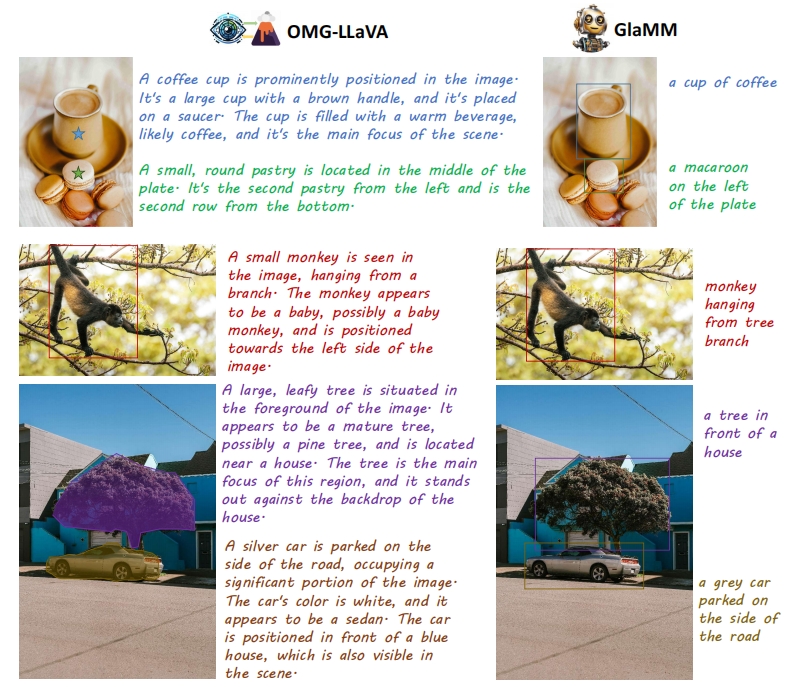 OMG-LLaVA
GlaMM
A coffee cup is prominently positioned in the image.
It's a large cup with a brown handle, and it's placed
on a saucer. The cup is filled with a warm beverage,
likely coffee, and it's the main focus of the scene.
a cup of coffee
A small, round pastry is located in the middle of the
plate. It's the second pastry from the left and is the
second row from the bottom.
a macaroon
on the left
of the plate
A small monkey is seen in
the image, hanging from a
branch. The monkey appears
to be a baby, possibly a baby
monkey, and is positioned
towards the left side of the
image.
monkey
hanging
from tree
branch
A large, leafy tree is situated in
the foreground of the image. It
appears to be a mature tree,
possibly a pine tree, and is located
near a house. The tree is the main
focus of this region, and it stands
out against the backdrop of the
house.
a tree in
front of a
house
A silver car is parked on the
side of the road, occupying a
significant portion of the image.
The car's color is white, and it
appears to be a sedan. The car
is positioned in front of a blue
house, which is also visible in
the scene.
a grey car
parked on
the side of
the road